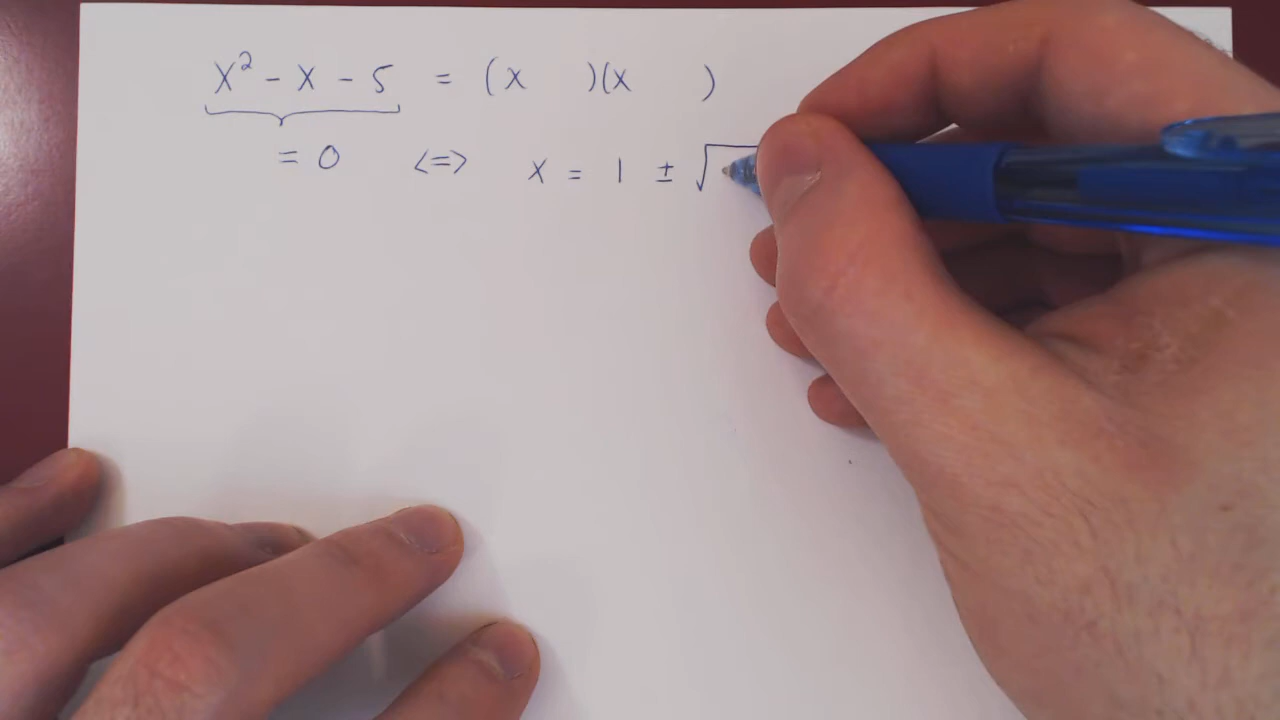 x² - x - 5 = (x )(x )
= 0 <=> x = 1 ± √